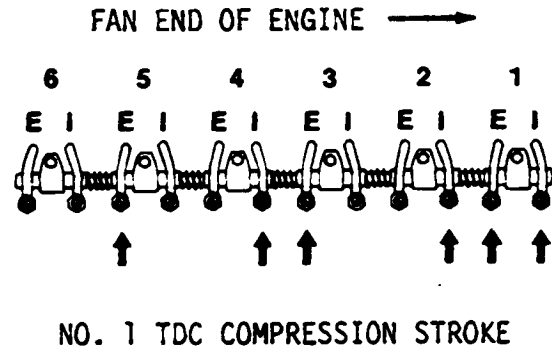 FAN END OF ENGINE
6 5 4 3 2 1
E I E I E I E I E I E I
NO. 1 TDC COMPRESSION STROKE